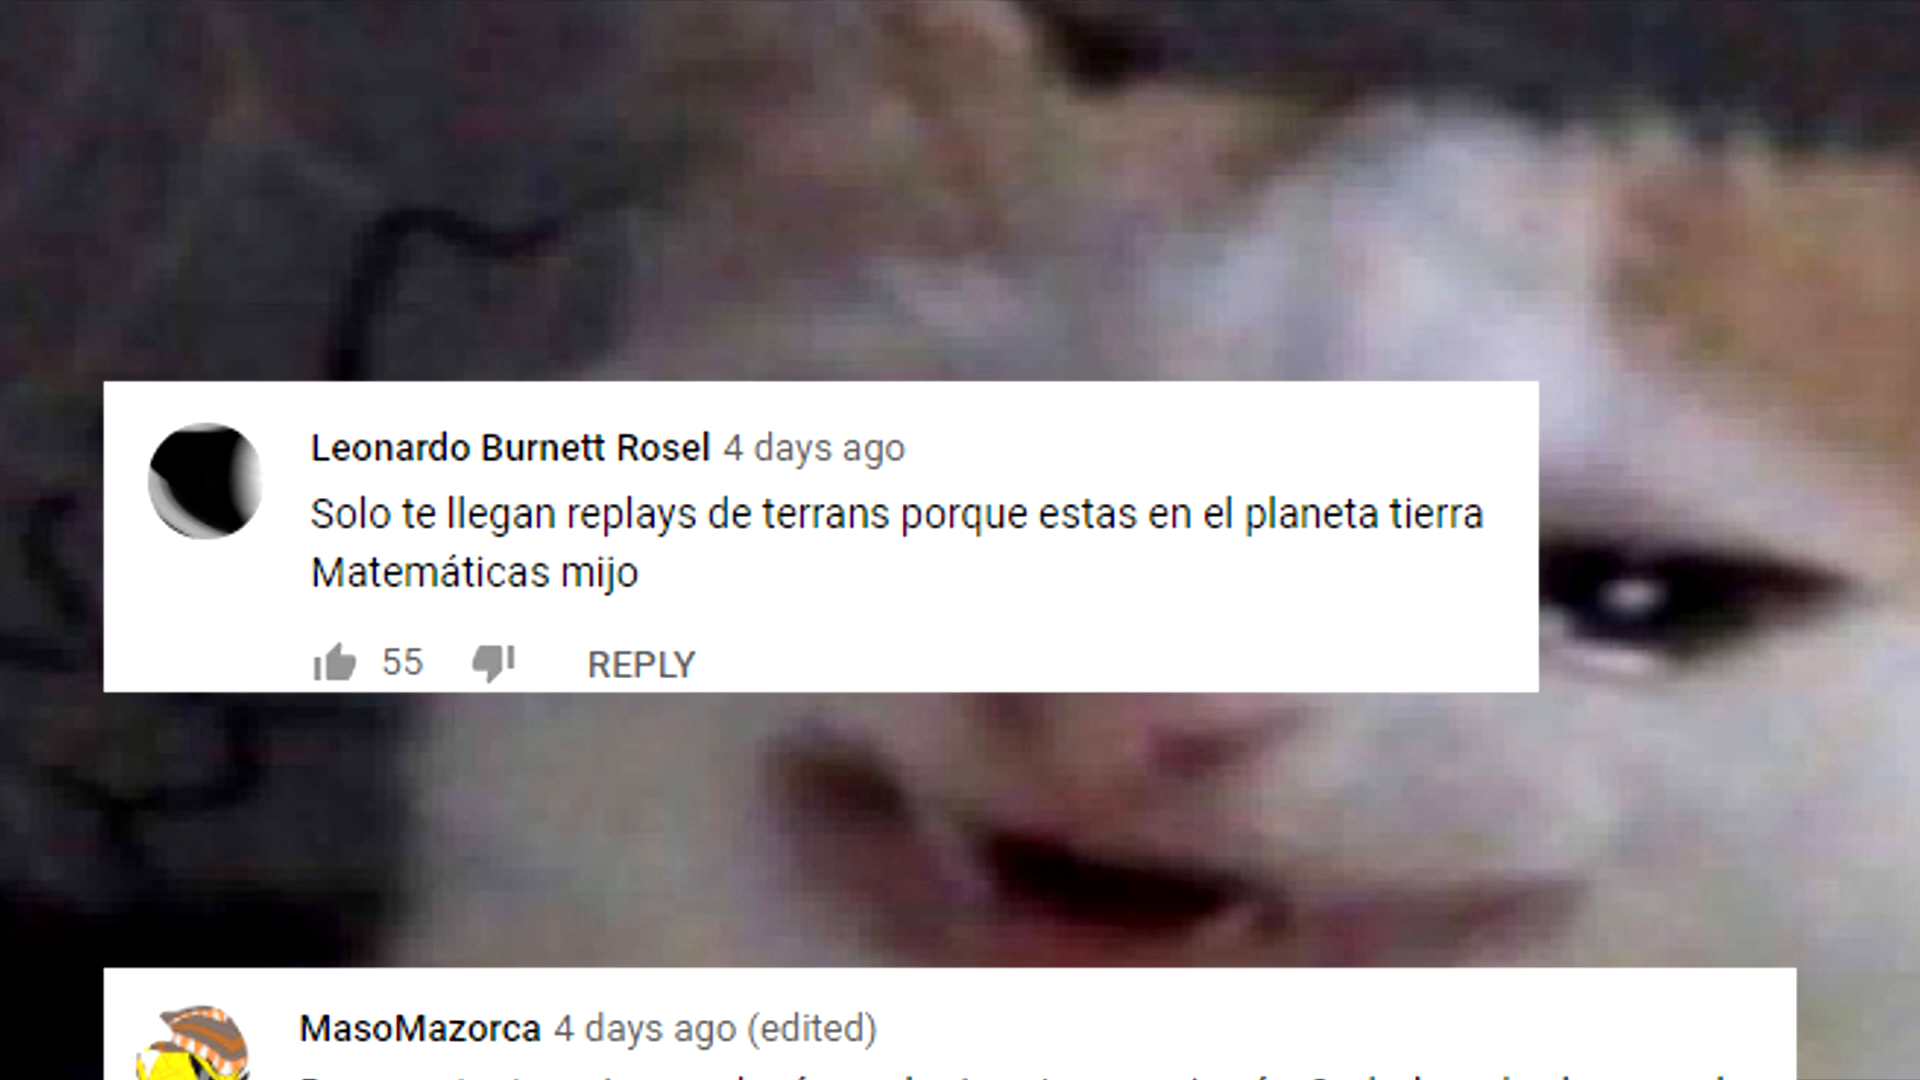 Leonardo Burnett Rosel 4 days ago
Solo te llegan replays de terrans porque estas en el planeta tierra
Matemáticas mijo
55 REPLY
MasoMazorca 4 days ago (edited)